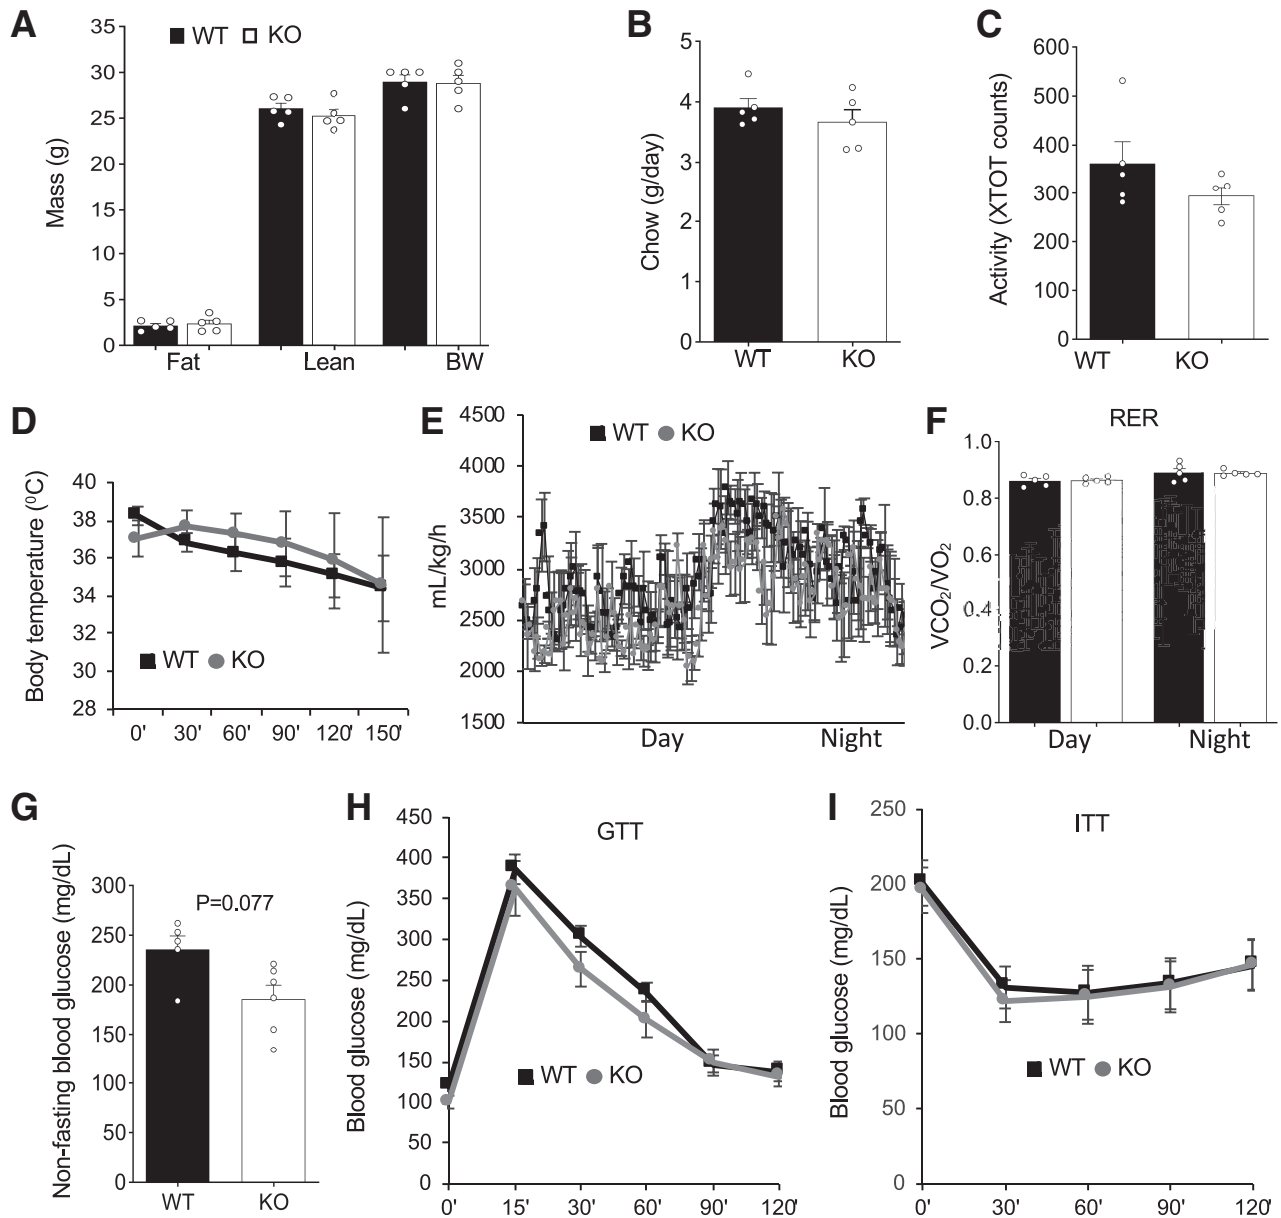 A
WT KO
Mass (g)
35
30
25
20
15
10
5
0
Fat Lean BW
B
Chow (g/day)
5
4
3
2
1
0
WT KO
C
Activity (XTOT counts)
600
500
400
300
200
100
0
WT KO
D
Body temperature (⁰C)
40
38
36
34
32
30
28
WT KO
0' 30' 60' 90' 120' 150'
E
mL/kg/h
4500
4000
3500
3000
2500
2000
1500
WT KO
Day Night
F
RER
VCO₂/VO₂
1.0
0.8
0.6
0.4
0.2
0.0
Day Night
G
Non-fasting blood glucose (mg/dL)
300
250
200
150
100
50
0
P=0.077
WT KO
H
GTT
Blood glucose (mg/dL)
450
400
350
300
250
200
150
100
50
0
WT KO
0' 15' 30' 60' 90' 120'
I
ITT
Blood glucose (mg/dL)
250
200
150
100
50
0
WT KO
0' 30' 60' 90' 120'